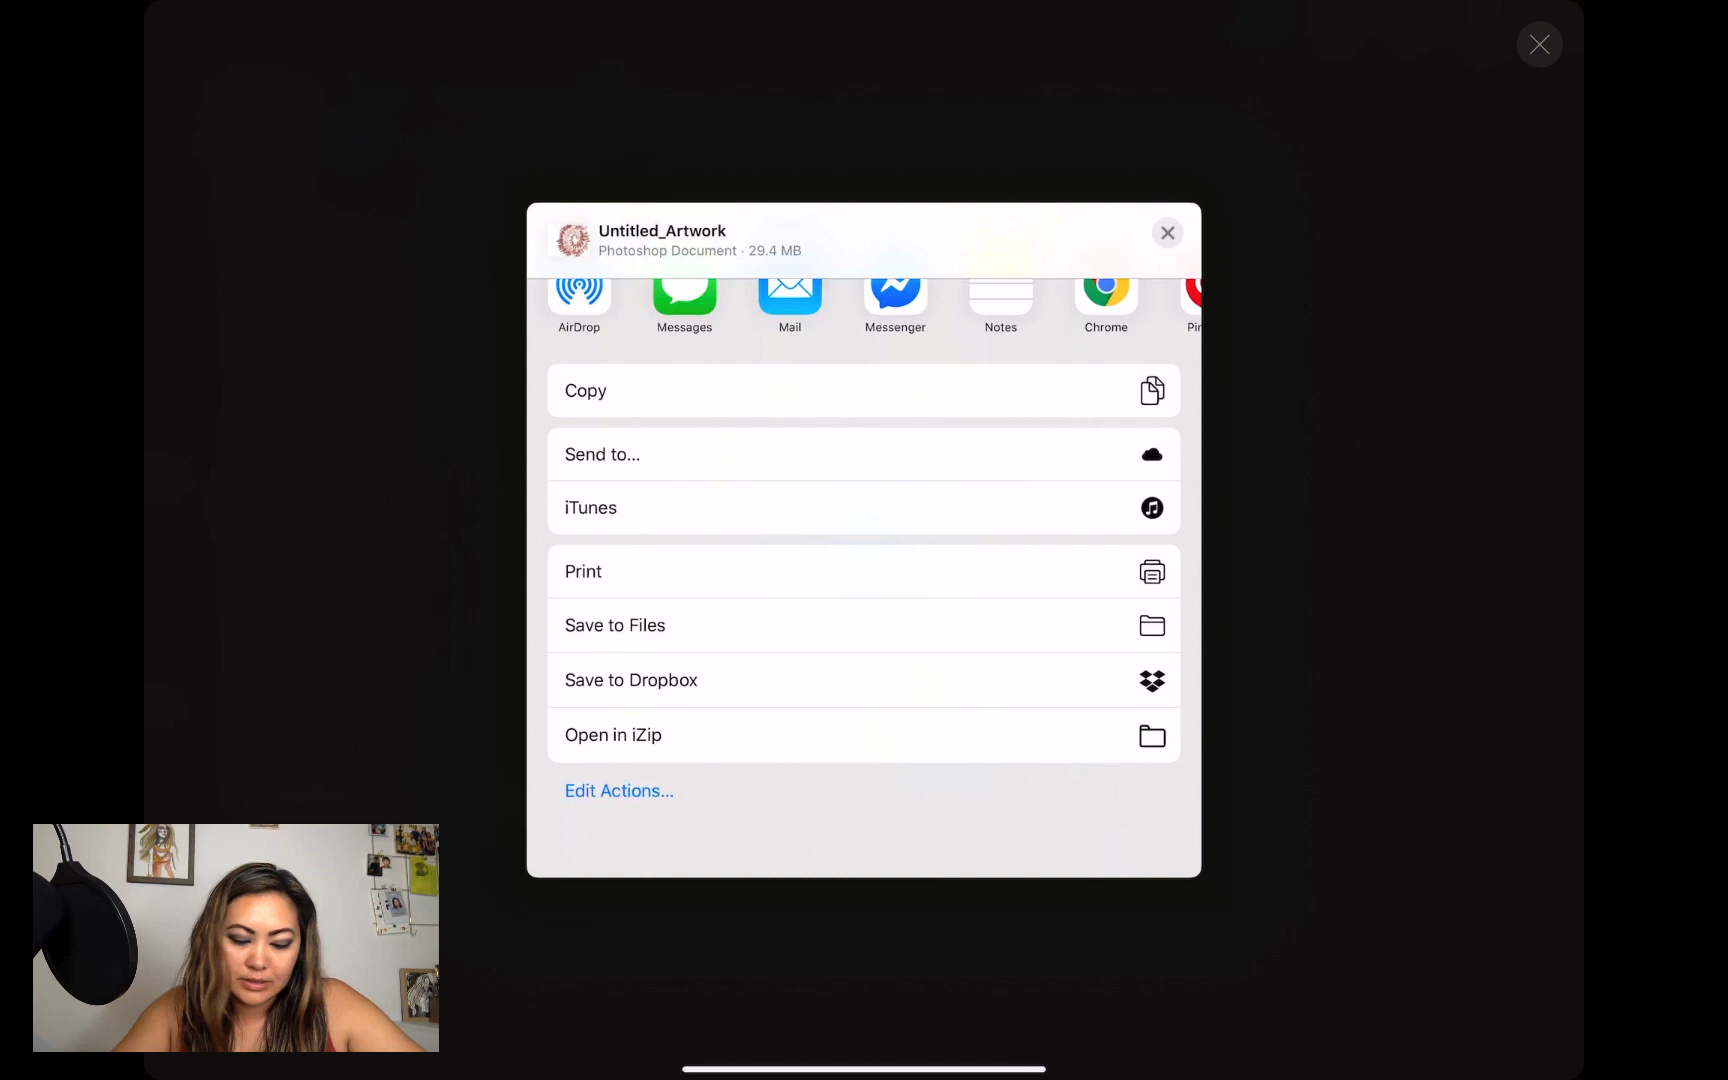 Untitled_Artwork
Photoshop Document · 29.4 MB
AirDrop
Messages
Mail
Messenger
Notes
Chrome
Copy
Send to...
iTunes
Print
Save to Files
Save to Dropbox
Open in iZip
Edit Actions...